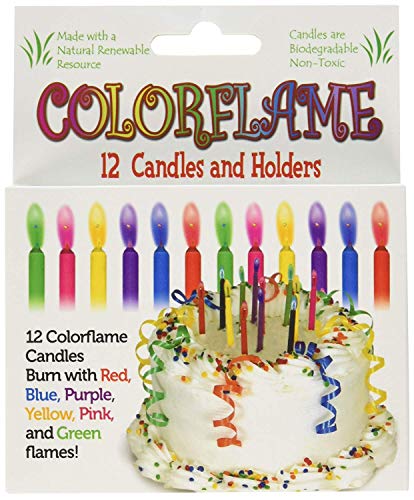 Made with a
Natural Renewable
Resource
Candles are
Biodegradable
Non-Toxic
COLORFLAME
12 Candles and Holders
12 Colorflame
Candles
Burn with Red,
Blue, Purple,
Yellow, Pink,
and Green
flames!